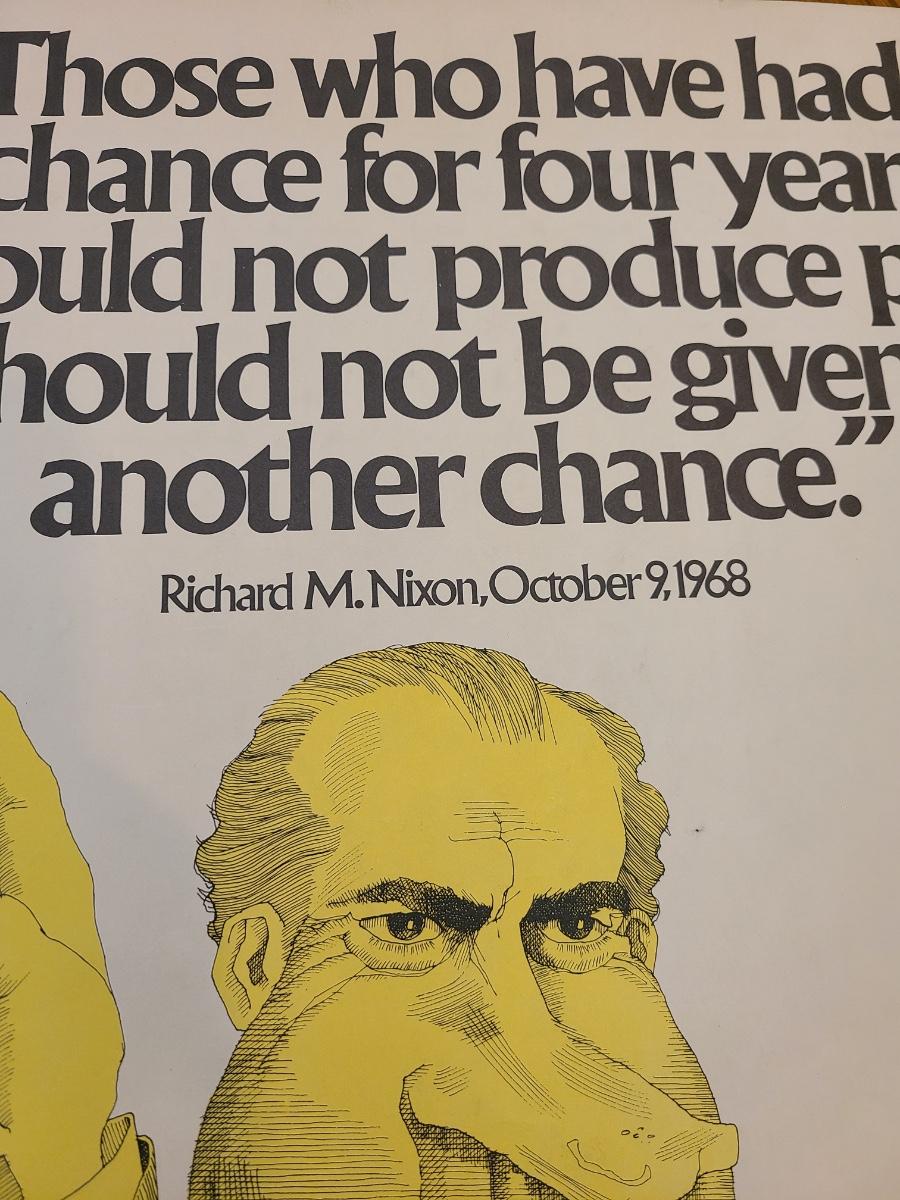 Those who have had
chance for four year
ould not produce p
hould not be given
another chance.”
Richard M. Nixon, October 9, 1968